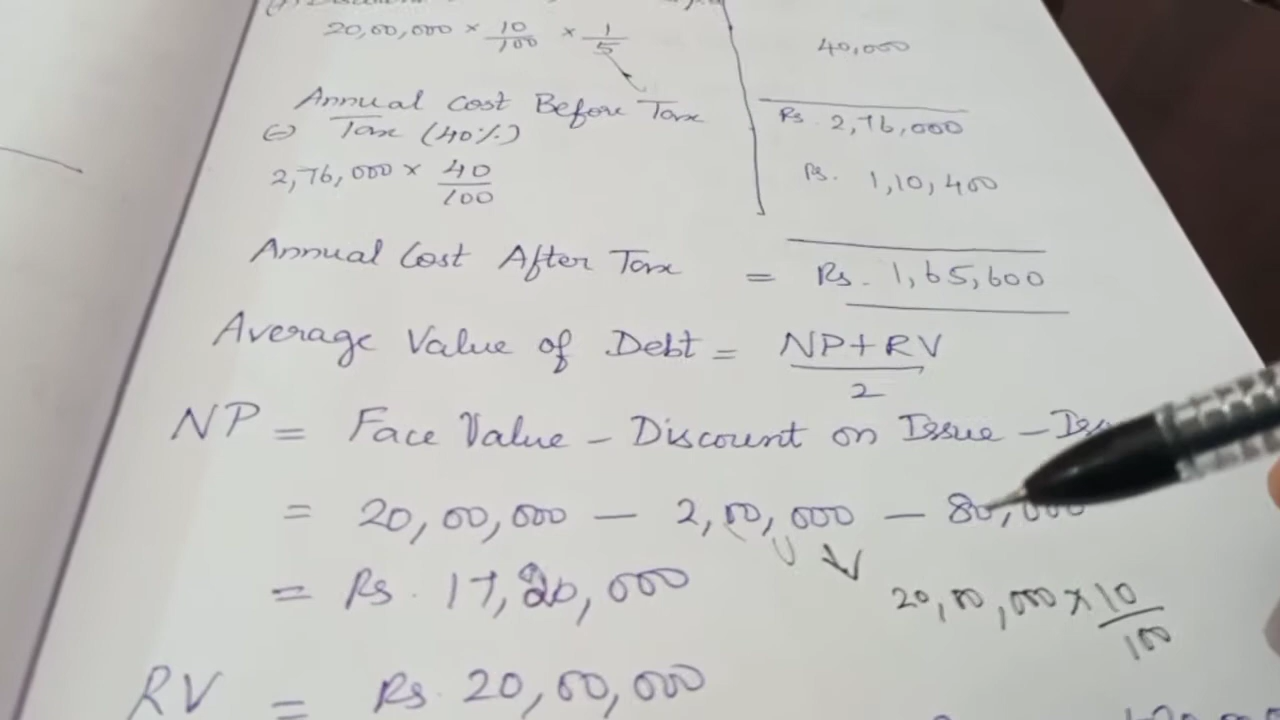 20,00,000 × 10/100 × 1/5 40,000
Annual Cost Before Tax Rs. 2,76,000
(-) Tax (40%)
2,76,000 × 40/100 Rs. 1,10,400
Annual Cost After Tax = Rs. 1,65,600
Average Value of Debt = NP+RV/2
NP = Face Value - Discount on Issue -
= 20,00,000 - 2,00,000 - 80,000
= Rs. 17,20,000
20,00,000 × 10/100
RV = Rs. 20,00,000